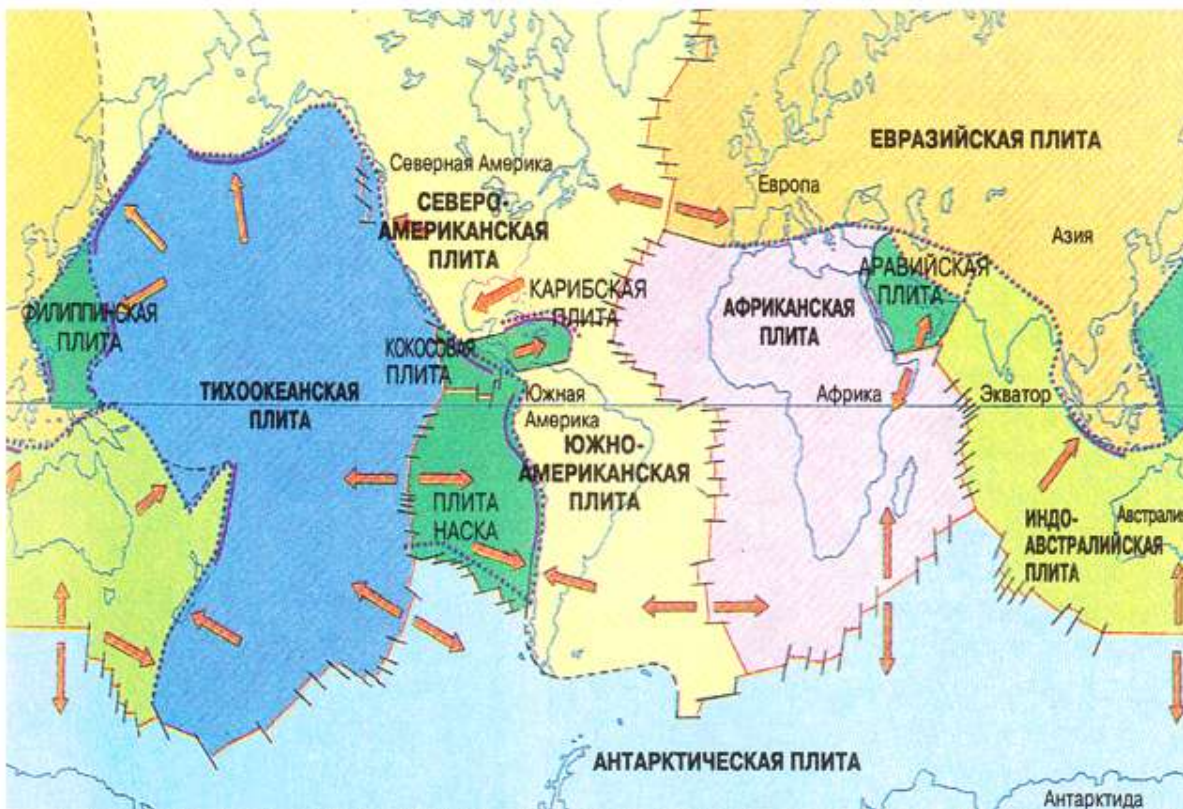 ЕВРАЗИЙСКАЯ ПЛИТА
Северная Америка
Европа
СЕВЕРО-
АМЕРИКАНСКАЯ
ПЛИТА
Азия
АРАВИЙСКАЯ
ПЛИТА
КАРИБСКАЯ
ПЛИТА
АФРИКАНСКАЯ
ПЛИТА
ФИЛИППИНСКАЯ
ПЛИТА
КОКОСОВАЯ
ПЛИТА
ТИХООКЕАНСКАЯ
ПЛИТА
Южная
Америка
Африка
Экватор
ЮЖНО-
АМЕРИКАНСКАЯ
ПЛИТА
ПЛИТА
НАСКА
ИНДО-
АВСТРАЛИЙСКАЯ
ПЛИТА
Австралия
АНТАРКТИЧЕСКАЯ ПЛИТА
Антарктида